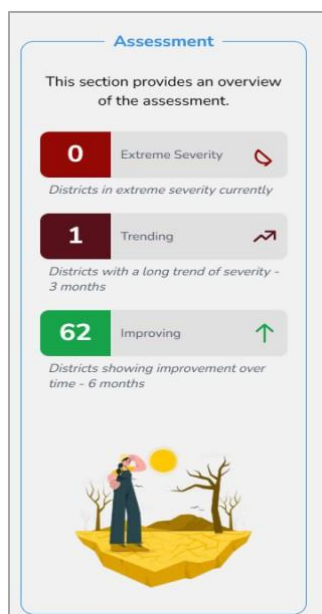 Assessment
This section provides an overview
of the assessment.
0 Extreme Severity
Districts in extreme severity currently
1 Trending
Districts with a long trend of severity -
3 months
62 Improving
Districts showing improvement over
time - 6 months